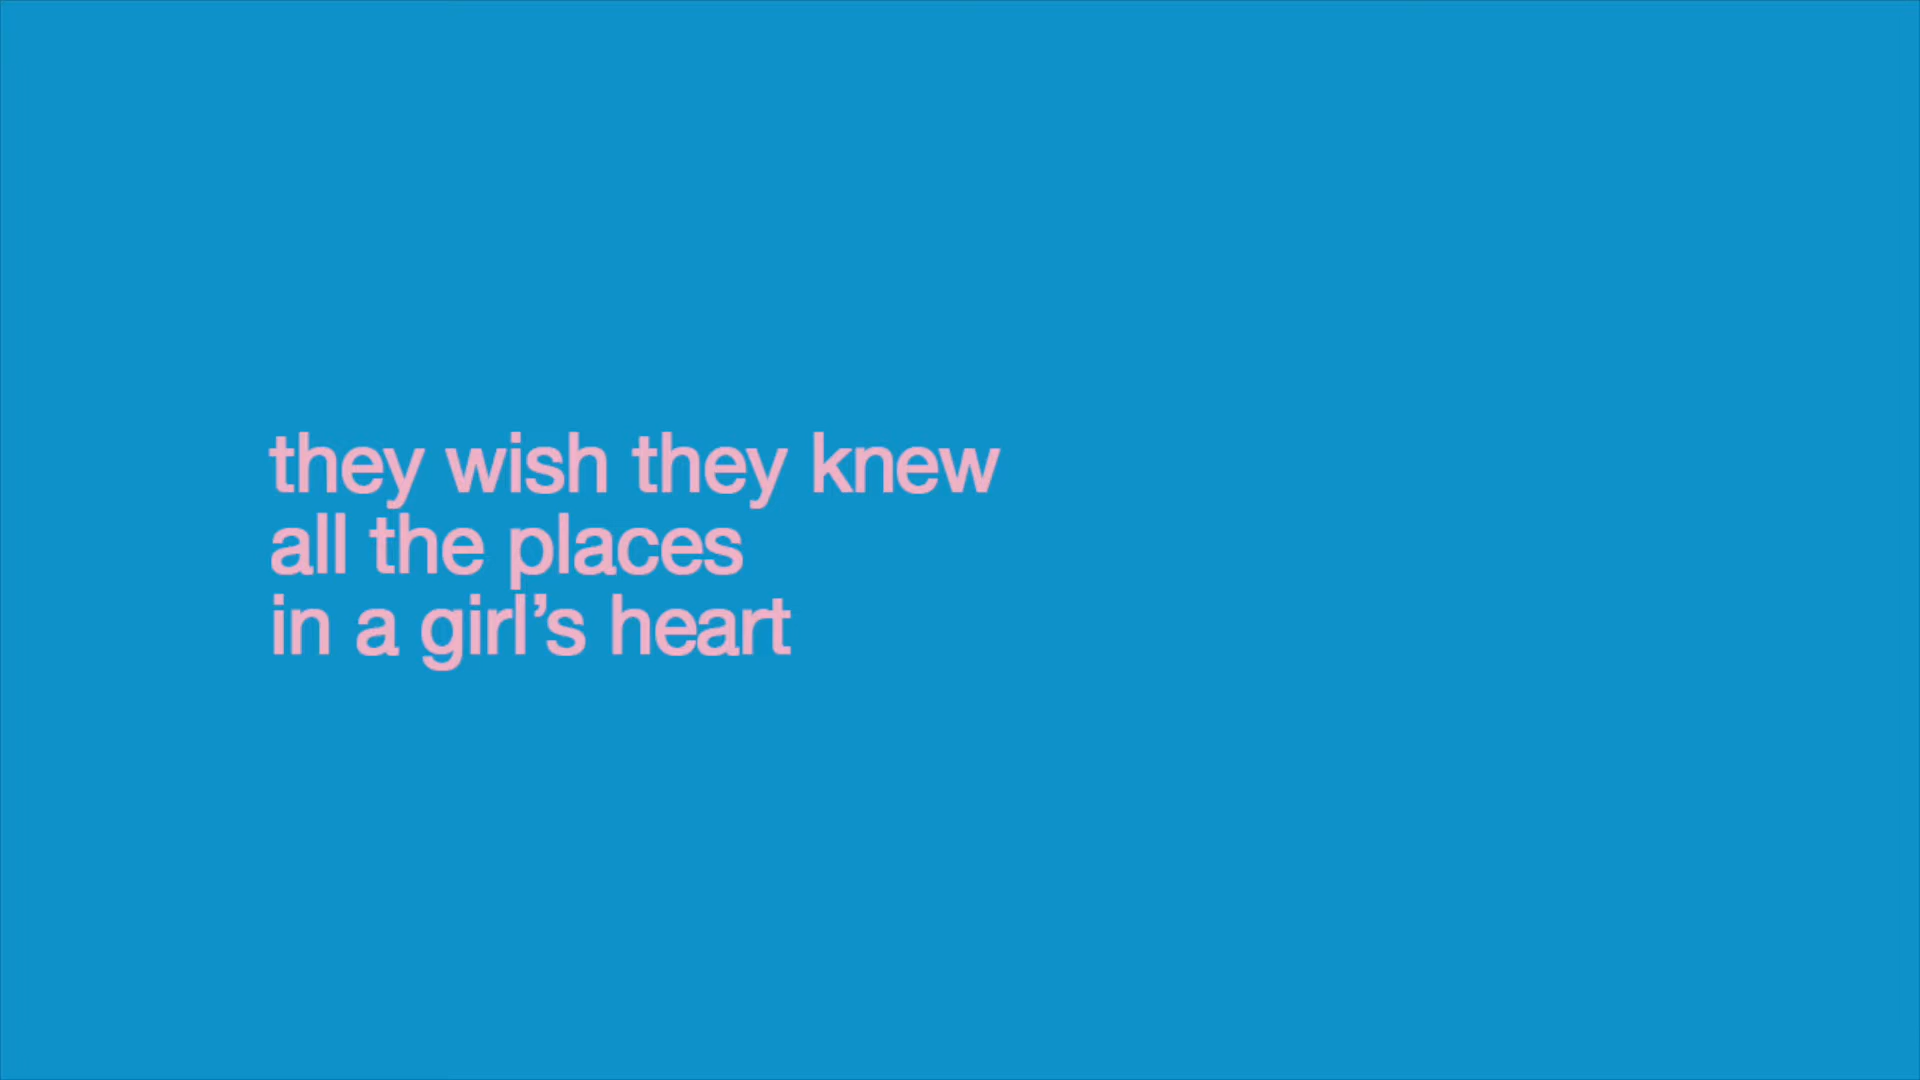 they wish they knew
all the places
in a girl’s heart